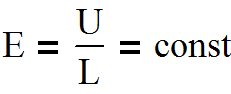 E = U/L = const